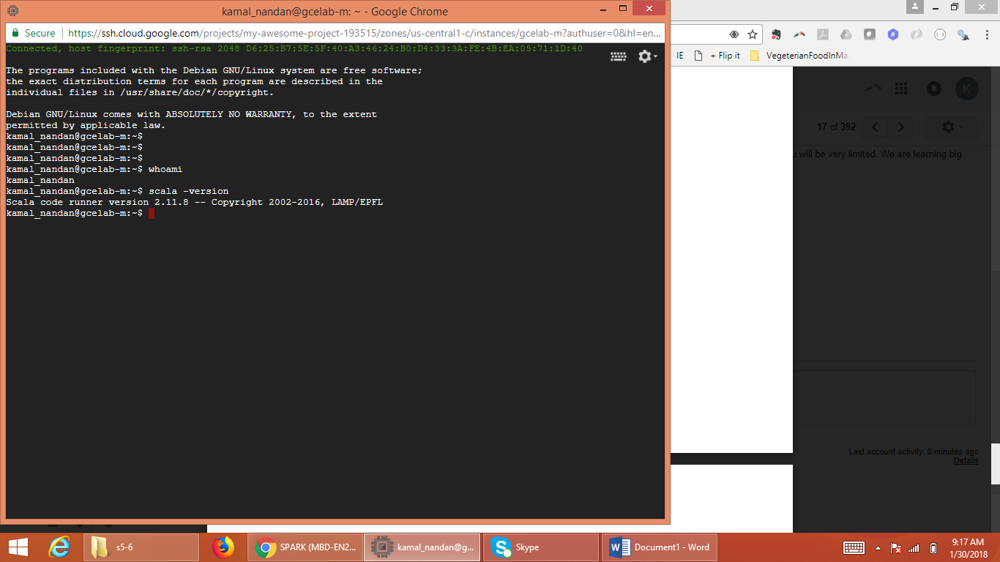 kamal_nandan@gcelab-m: ~ - Google Chrome
Secure https://ssh.cloud.google.com/projects/my-awesome-project-193515/zones/us-central1-c/instances/gcelab-m?authuser=0&hl=en...
Connected, host fingerprint: ssh-rsa 2048 D6:25:B7:5E:5F:40:A3:46:24:B0:D4:33:3A:FE:4B:EA:05:71:1D:40
The programs included with the Debian GNU/Linux system are free software;
the exact distribution terms for each program are described in the
individual files in /usr/share/doc/*/copyright.
Debian GNU/Linux comes with ABSOLUTELY NO WARRANTY, to the extent
permitted by applicable law.
kamal_nandan@gcelab-m:~$
kamal_nandan@gcelab-m:~$
kamal_nandan@gcelab-m:~$
kamal_nandan@gcelab-m:~$ whoami
kamal_nandan
kamal_nandan@gcelab-m:~$ scala -version
Scala code runner version 2.11.8 -- Copyright 2002-2016, LAMP/EPFL
kamal_nandan@gcelab-m:~$
IE + Flip it VegeterianFoodInMa
K
17 of 392
will be very limited. We are learning big
Last account activity: 0 minutes ago
Details
s5-6 SPARK (MBD-EN2... kamal_nandan@g... Skype Document1 - Word
9:17 AM
1/30/2018